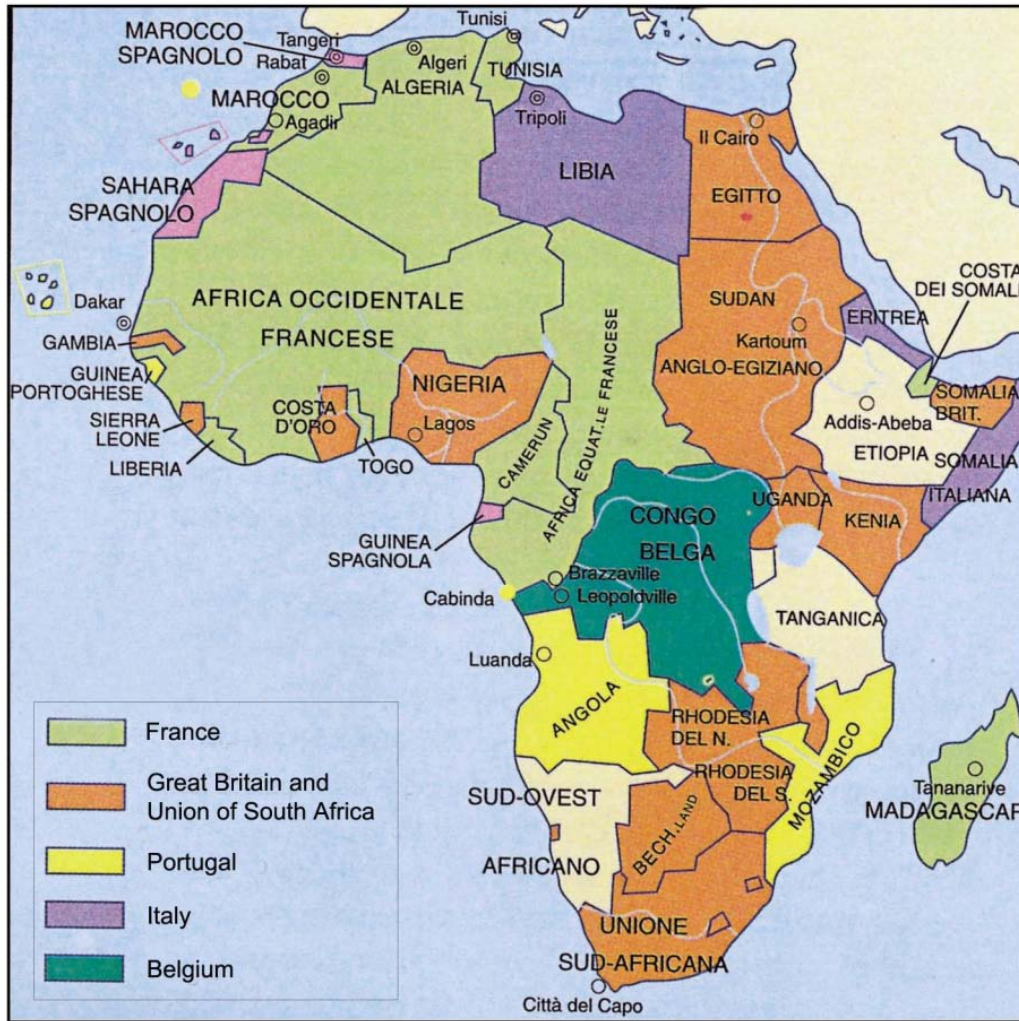 Tunisi
MAROCCO
SPAGNOLO
Tangeri
Rabat
Algeri
TUNISIA
ALGERIA
MAROCCO
Agadir
Tripoli
Il Cairo
LIBIA
SAHARA
SPAGNOLO
EGITTO
COSTA
DEI SOMALI
Dakar
AFRICA OCCIDENTALE
FRANCESE
SUDAN
ERITREA
Kartoum
ANGLO-EGIZIANO
GAMBIA
GUINEA
PORTOGHESE
NIGERIA
AFRICA EQUAT.LE FRANCESE
SOMALIA
BRIT.
SIERRA
LEONE
COSTA
D'ORO
Lagos
Addis-Abeba
ETIOPIA
LIBERIA
TOGO
CAMERUN
SOMALIA
ITALIANA
UGANDA
KENIA
CONGO
BELGA
GUINEA
SPAGNOLA
Brazzaville
Leopoldville
Cabinda
TANGANICA
Luanda
ANGOLA
RHODESIA
DEL N.
RHODESIA
DEL S.
MOZAMBICO
Tananarive
MADAGASCAR
SUD-OVEST
AFRICANO
BECH.LAND
UNIONE
SUD-AFRICANA
Città del Capo
France
Great Britain and
Union of South Africa
Portugal
Italy
Belgium